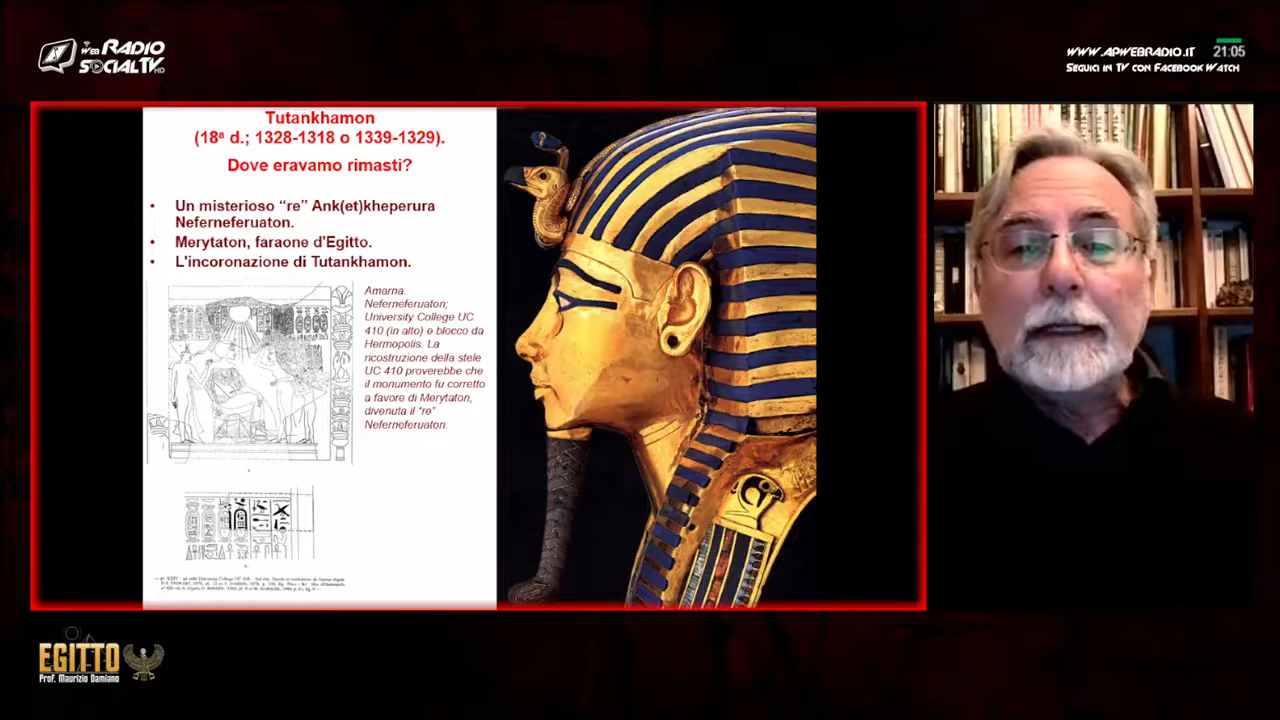 THE WEB RADIO
SOCIALTV HD
WWW.APWEBRADIO.IT
21:05
SEGUICI IN TV CON FACEBOOK WATCH
Tutankhamon
(18ª d.; 1328-1318 o 1339-1329).
Dove eravamo rimasti?
• Un misterioso “re” Ank(et)kheperura
Neferneferuaton.
• Merytaton, faraone d'Egitto.
• L'incoronazione di Tutankhamon.
Amarna.
Neferneferuaton;
University College UC
410 (in alto) e blocco da
Hermopolis. La
ricostruzione della stele
UC 410 proverebbe che
il monumento fu corretto
a favore di Merytaton,
divenuta il “re”
Neferneferuaton.
EGITTO
Prof. Maurizio Damiano